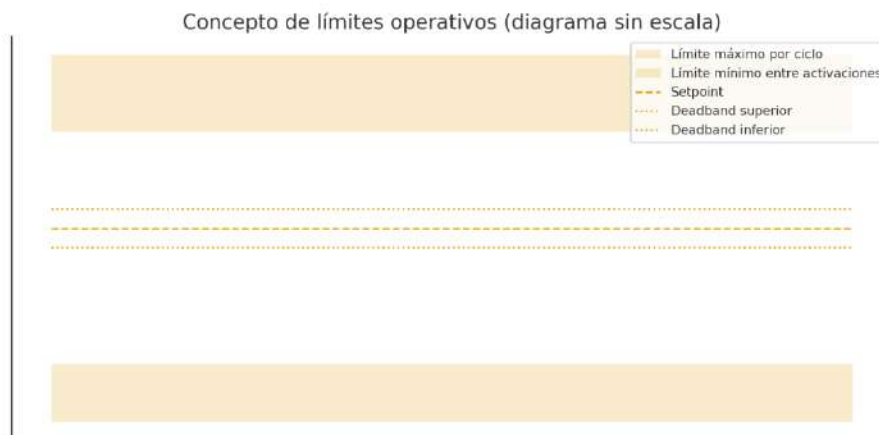 Concepto de límites operativos (diagrama sin escala)
Límite máximo por ciclo
Límite mínimo entre activaciones
Setpoint
Deadband superior
Deadband inferior